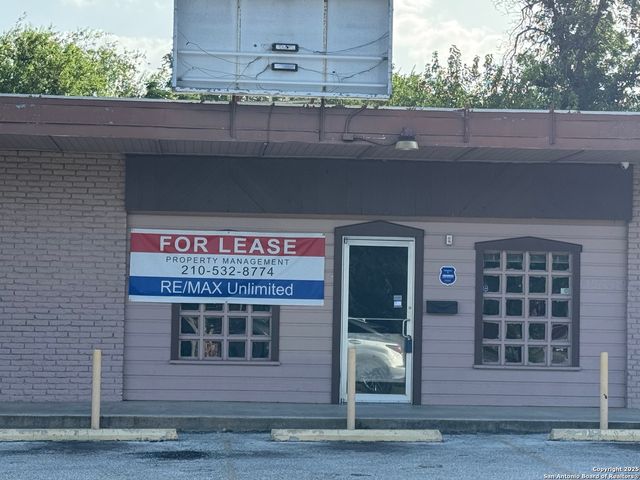 FOR LEASE
PROPERTY MANAGEMENT
210-532-8774
RE/MAX Unlimited
Copyright 2025
San Antonio Board of Realtors®